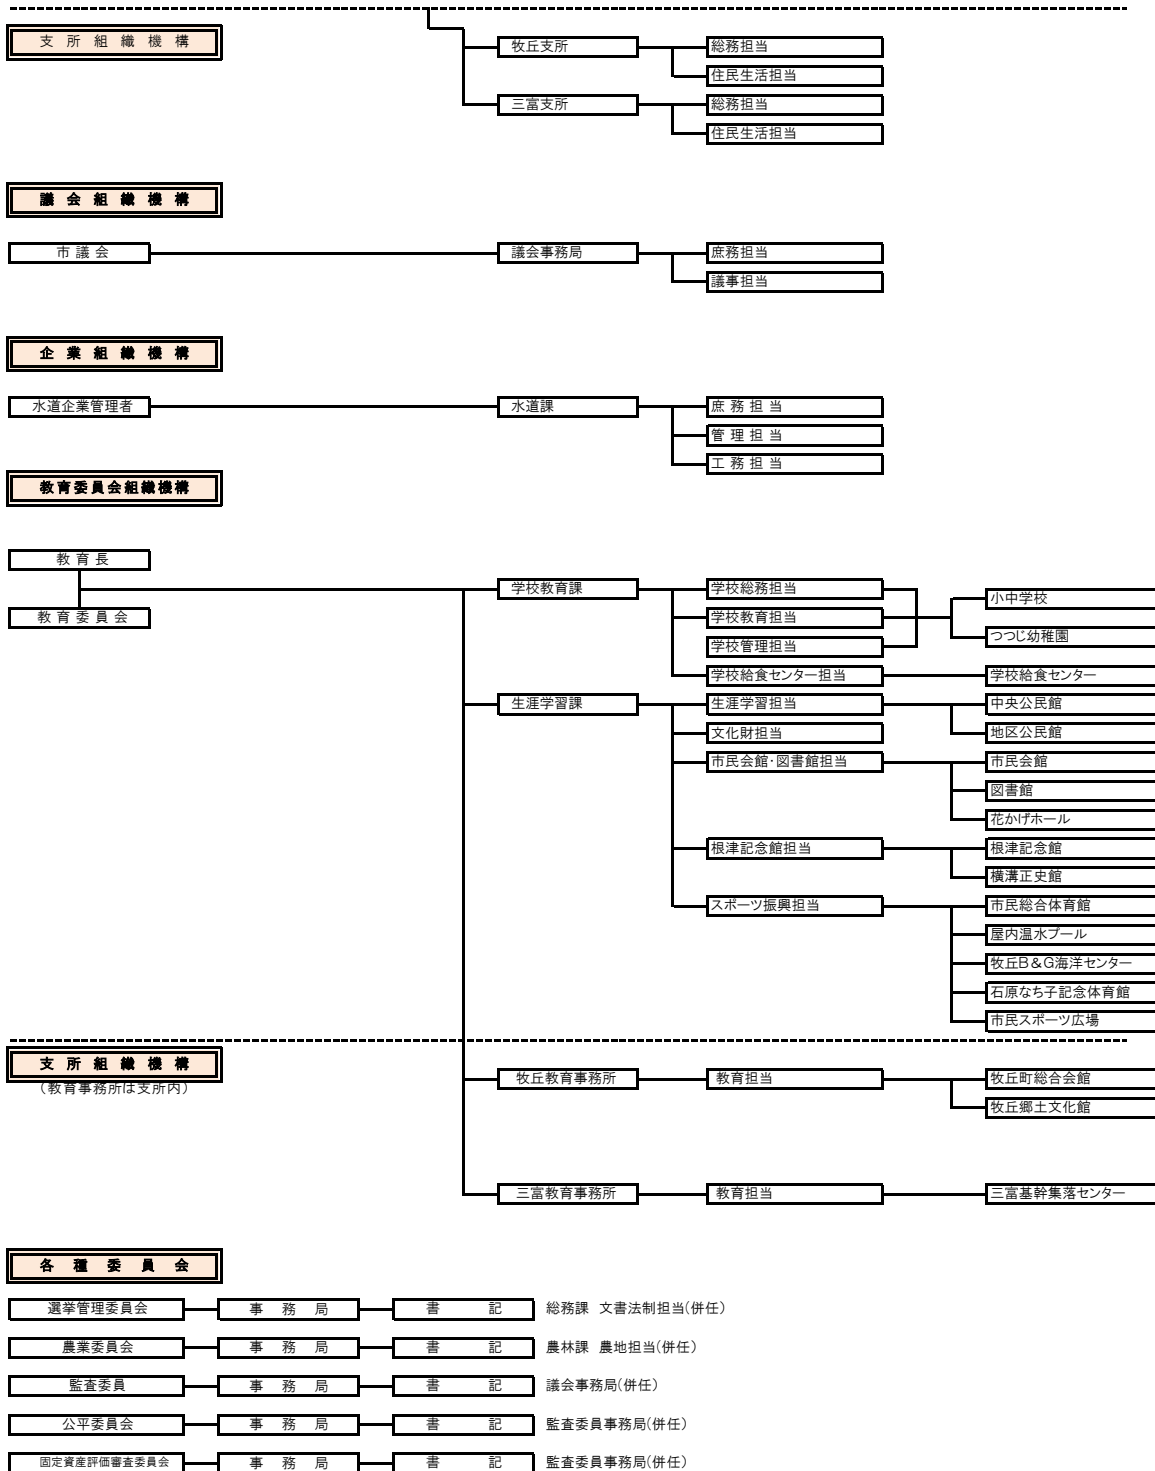 支所組織機構
牧丘支所 総務担当
住民生活担当
三富支所 総務担当
住民生活担当
議会組織機構
市議会 議会事務局 庶務担当
議事担当
企業組織機構
水道企業管理者 水道課 庶務担当
管理担当
工務担当
教育委員会組織機構
教育長
学校教育課 学校総務担当
小中学校
教育委員会 学校教育担当
つつじ幼稚園
学校管理担当
学校給食センター担当 学校給食センター
生涯学習課 生涯学習担当 中央公民館
文化財担当 地区公民館
市民会館・図書館担当 市民会館
図書館
花かげホール
根津記念館担当 根津記念館
横溝正史館
スポーツ振興担当 市民総合体育館
屋内温水プール
牧丘B&G海洋センター
石原なち子記念体育館
市民スポーツ広場
支所組織機構
(教育事務所は支所内)
牧丘教育事務所 教育担当 牧丘町総合会館
牧丘郷土文化館
三富教育事務所 教育担当 三富基幹集落センター
各種委員会
選挙管理委員会 事務局 書記 総務課 文書法制担当(併任)
農業委員会 事務局 書記 農林課 農地担当(併任)
監査委員 事務局 書記 議会事務局(併任)
公平委員会 事務局 書記 監査委員事務局(併任)
固定資産評価審査委員会 事務局 書記 監査委員事務局(併任)